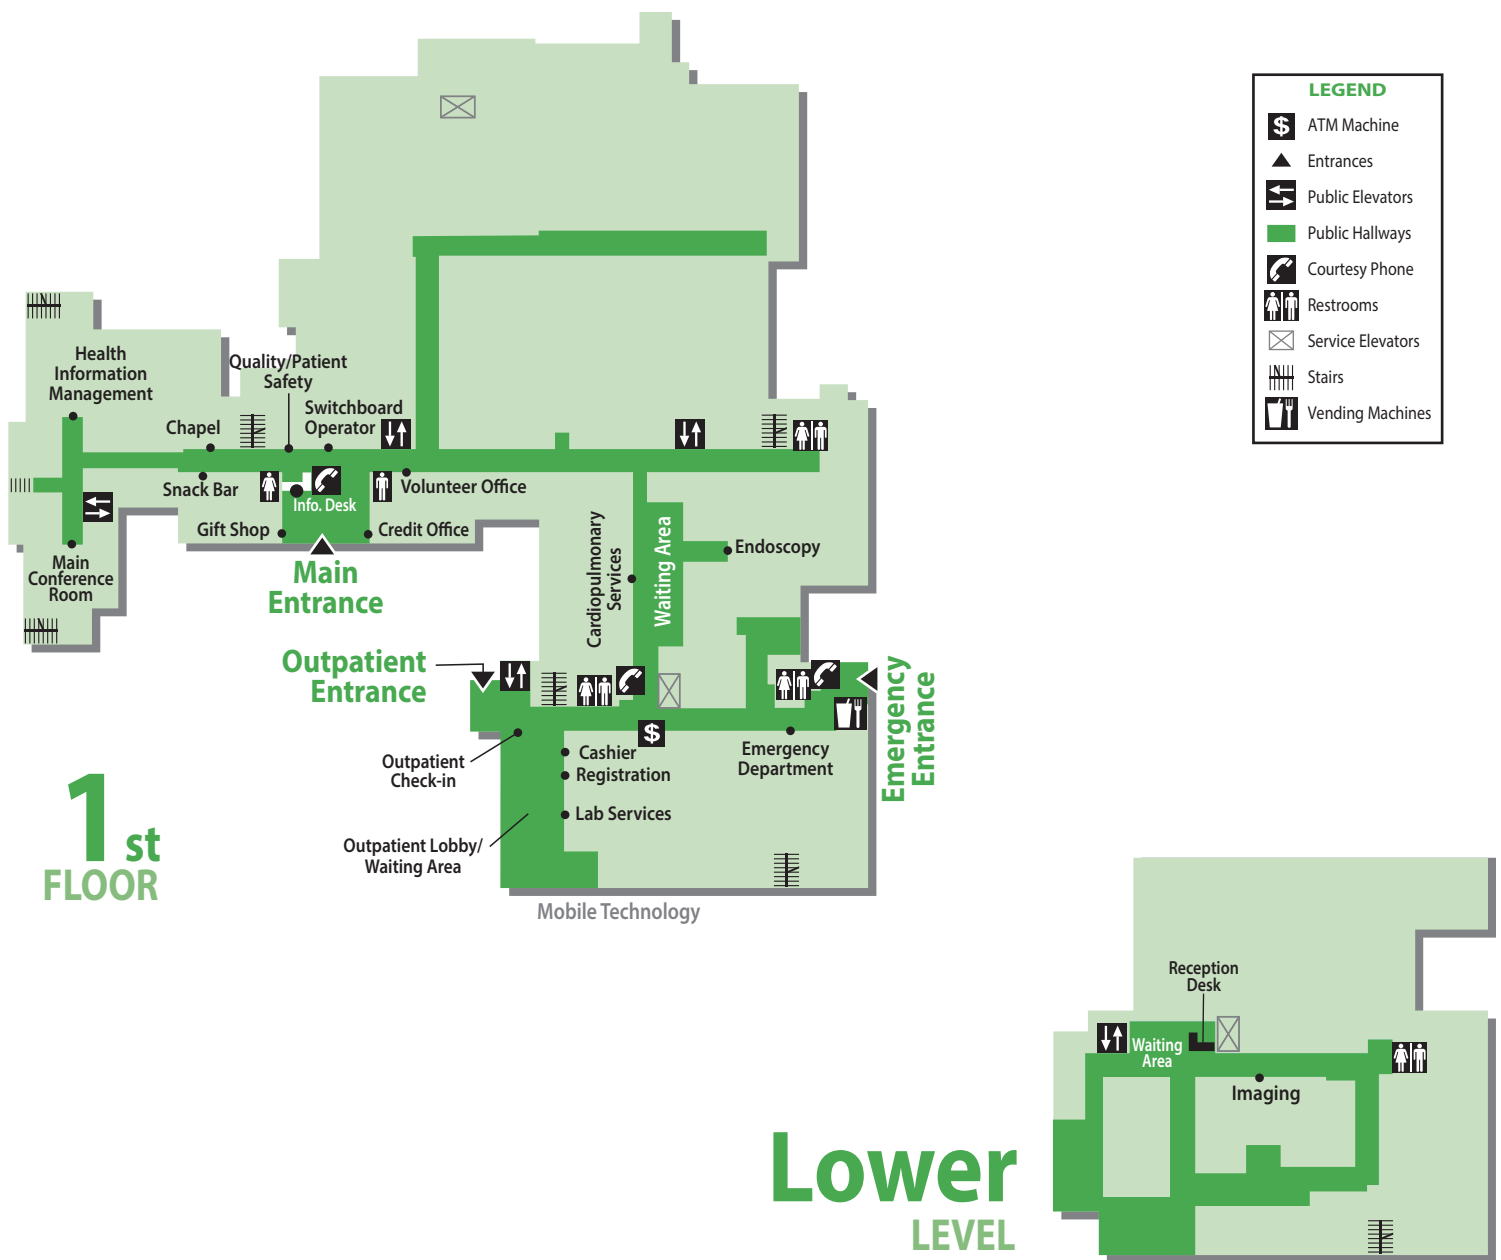 LEGEND
$ ATM Machine
Entrances
Public Elevators
Public Hallways
Courtesy Phone
Restrooms
Service Elevators
Stairs
Vending Machines
Health
Information
Management
Quality/Patient
Safety
Chapel
Switchboard
Operator
Snack Bar
Info. Desk
Volunteer Office
Gift Shop
Credit Office
Main
Conference
Room
Main
Entrance
Cardiopulmonary
Services
Waiting Area
Endoscopy
Outpatient
Entrance
Emergency
Entrance
$
Outpatient
Check-in
Cashier
Registration
Lab Services
Emergency
Department
Outpatient Lobby/
Waiting Area
1st
FLOOR
Mobile Technology
Reception
Desk
Waiting
Area
Imaging
Lower
LEVEL